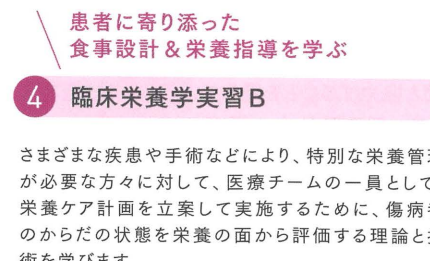 患者に寄り添った
食事設計&栄養指導を学ぶ
4 臨床栄養学実習B
さまざまな疾患や手術などにより、特別な栄養管
が必要な方々に対して、医療チームの一員として
栄養ケア計画を立案して実施するために、傷病
のからだの状態を栄養の面から評価する理論と
術を学びます